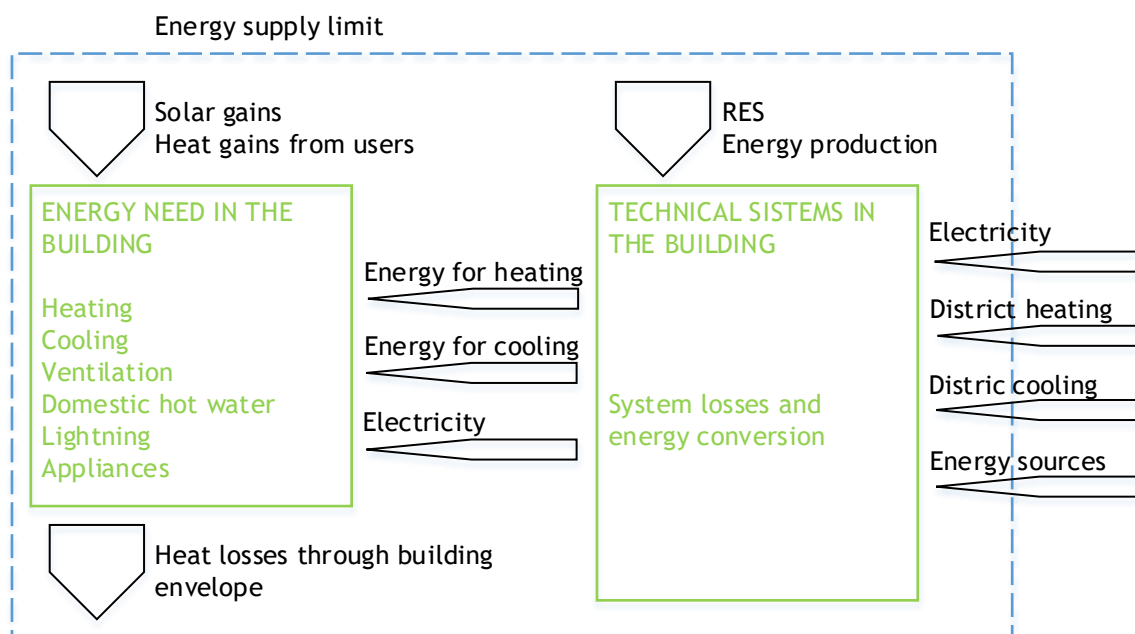 Energy supply limit
Solar gains
Heat gains from users
RES
Energy production
ENERGY NEED IN THE
BUILDING
Heating
Cooling
Ventilation
Domestic hot water
Lightning
Appliances
Energy for heating
Energy for cooling
Electricity
TECHNICAL SISTEMS IN
THE BUILDING
System losses and
energy conversion
Electricity
District heating
Distric cooling
Energy sources
Heat losses through building
envelope